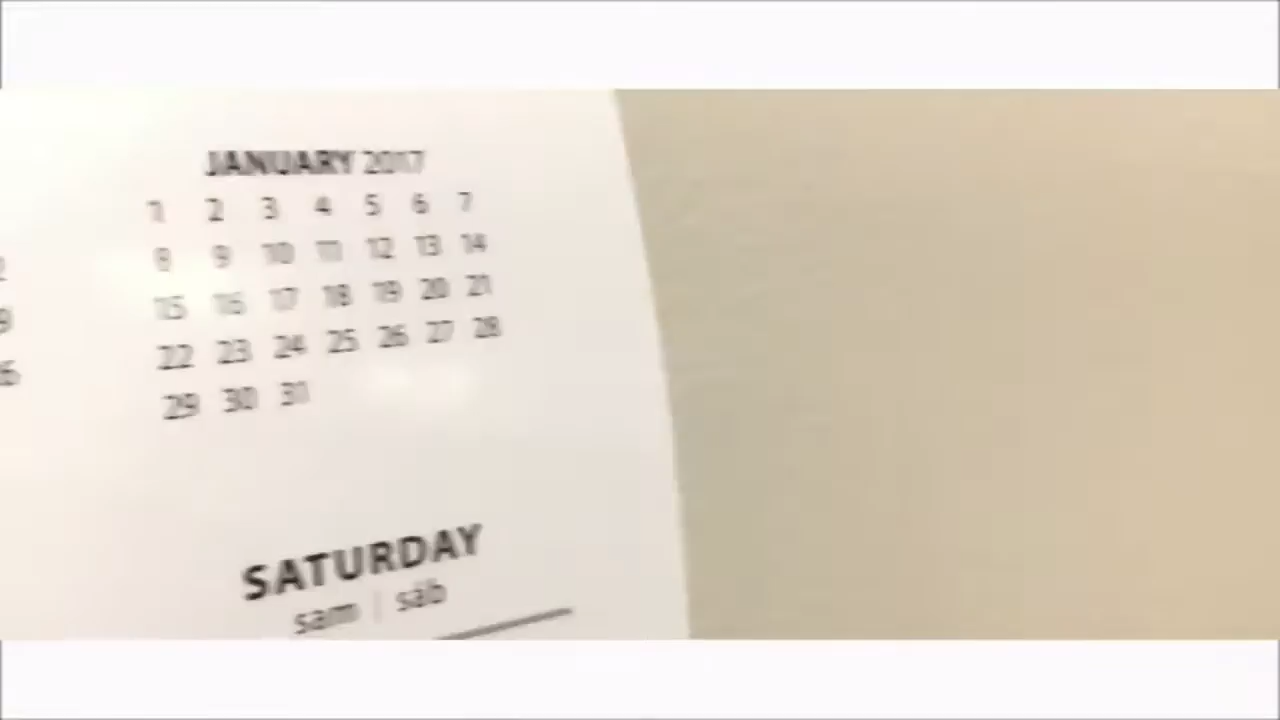 JANUARY 2017
1 2 3 4 5 6 7
8 9 10 11 12 13 14
15 16 17 18 19 20 21
22 23 24 25 26 27 28
29 30 31
SATURDAY
sam | sáb